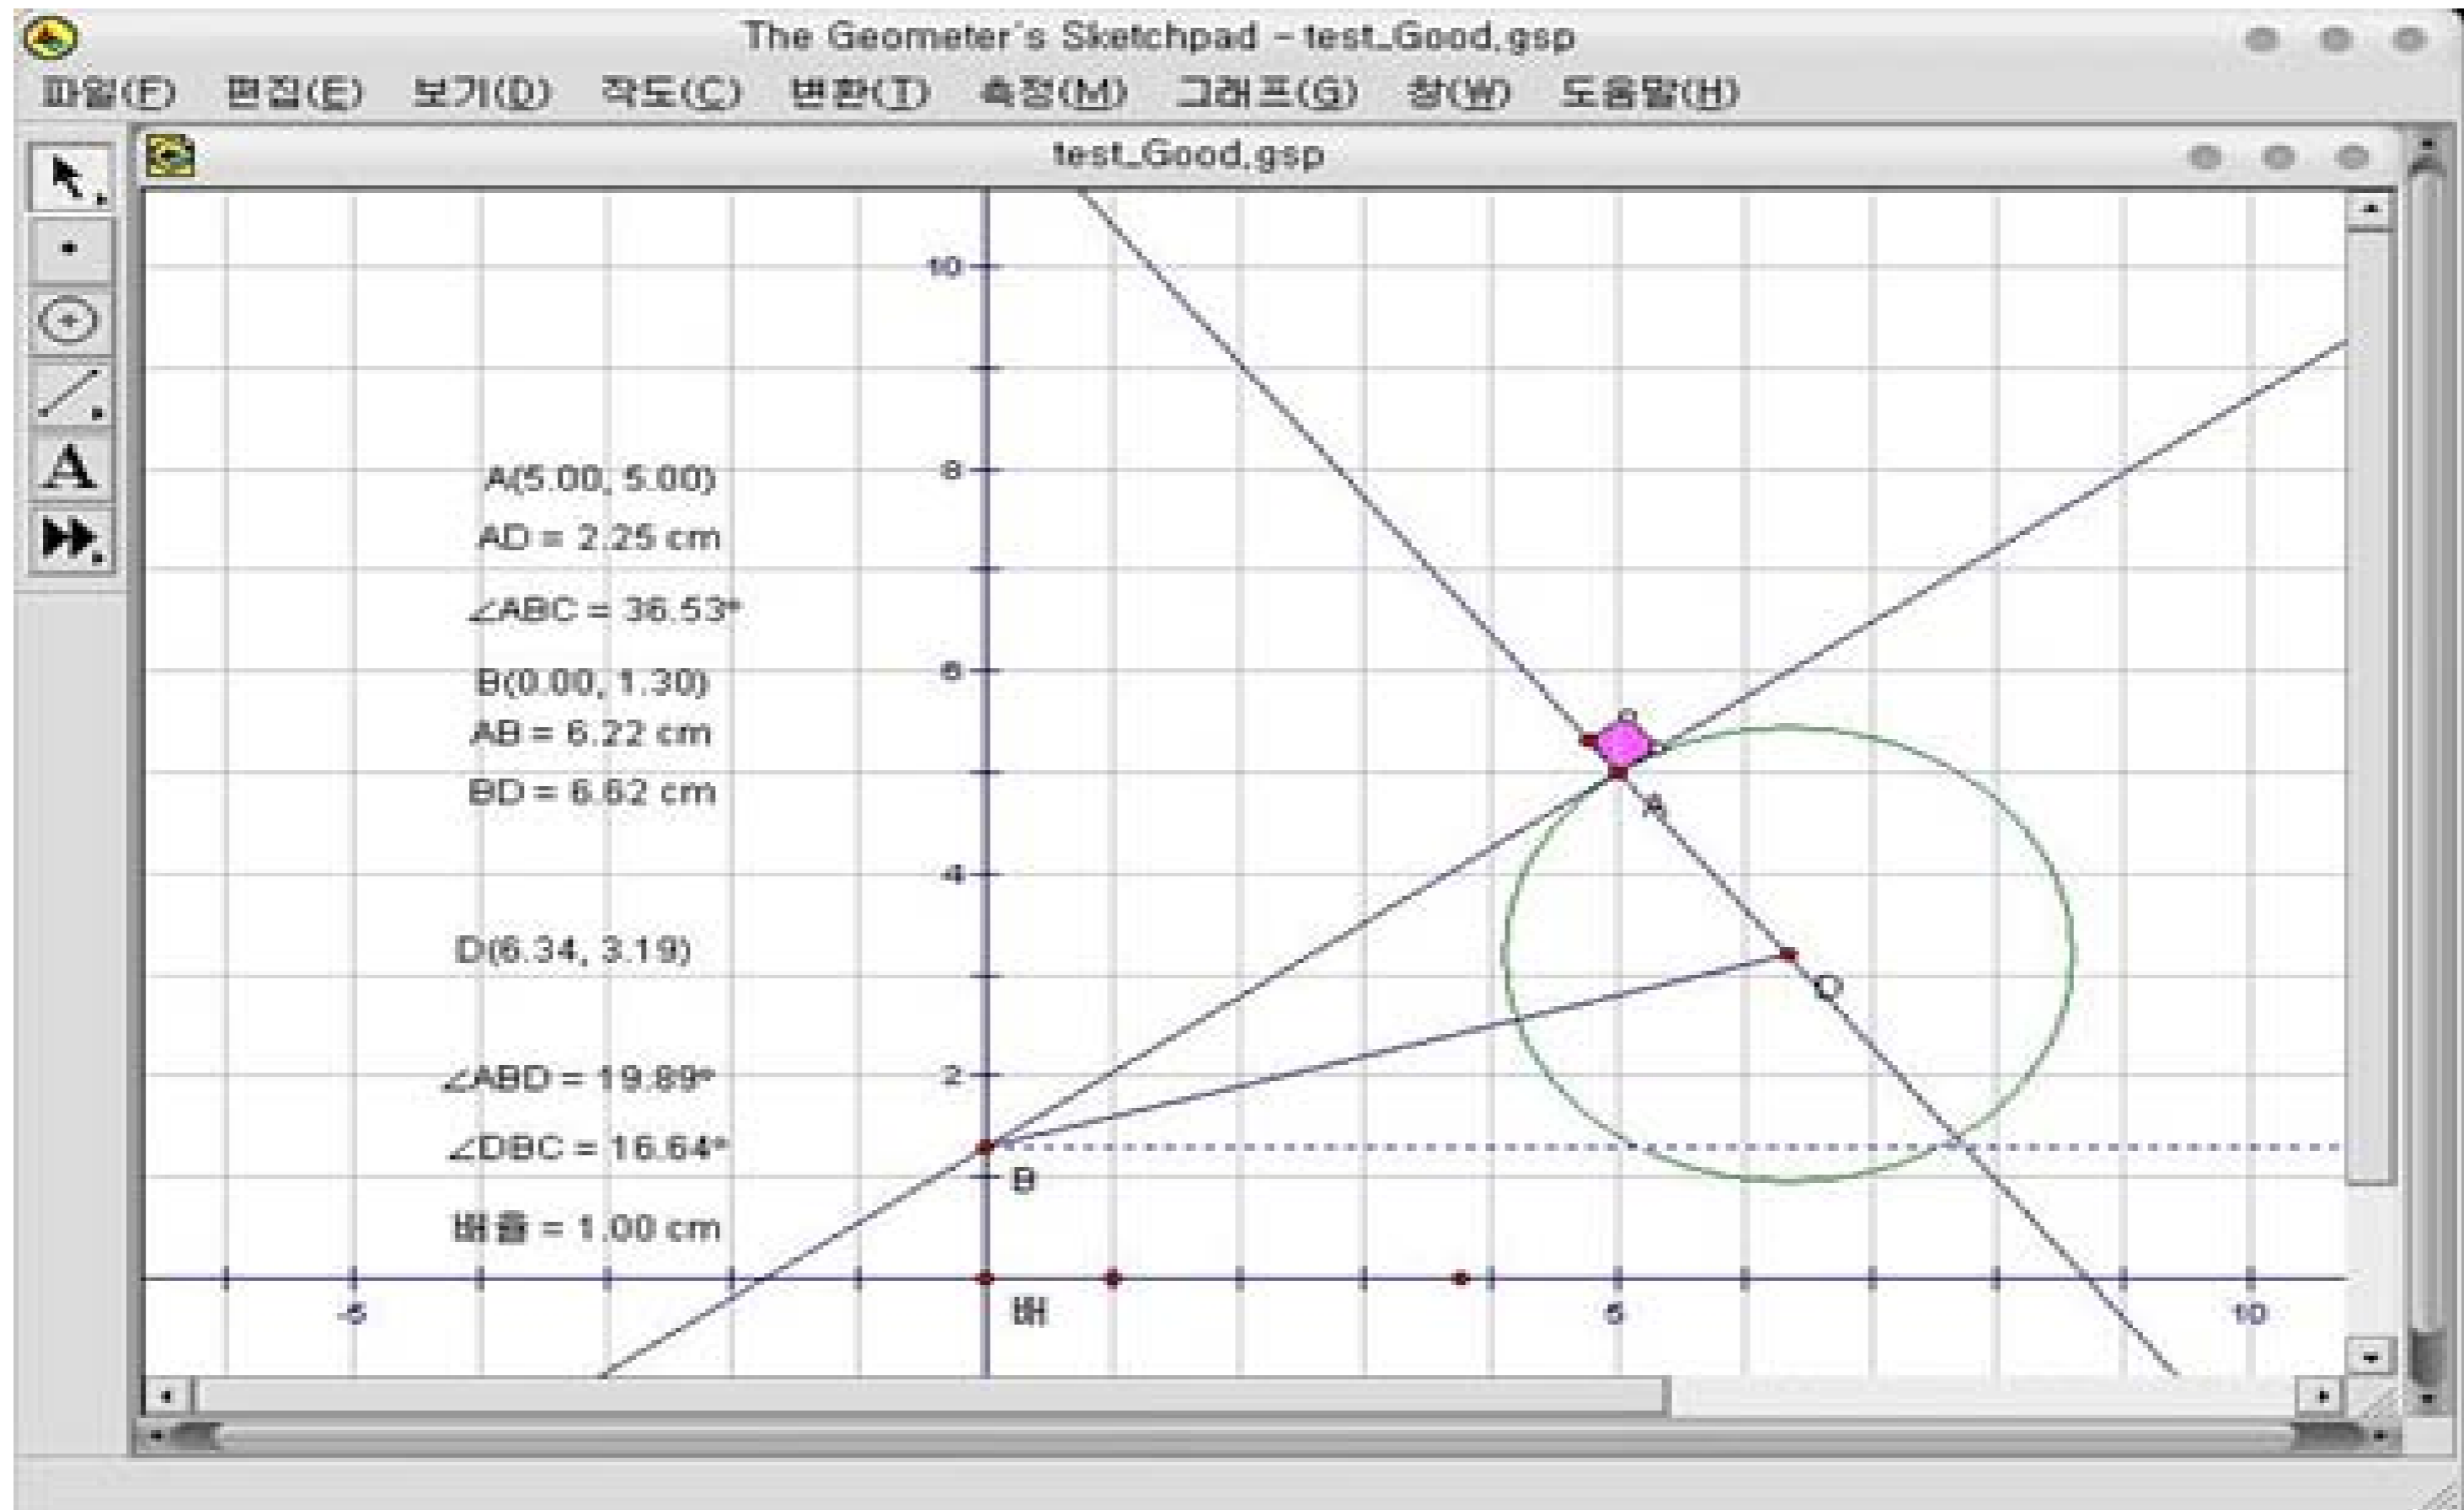 The Geometer's Sketchpad - test_Good.gsp
파일(F) 편집(E) 보기(D) 작도(C) 변환(T) 측정(M) 그래프(G) 창(W) 도움말(H)
test_Good.gsp
A
10
8
6
4
2
-5
5
10
A(5.00, 5.00)
AD = 2.25 cm
∠ABC = 36.53°
B(0.00, 1.30)
AB = 6.22 cm
BD = 6.62 cm
D(6.34, 3.19)
∠ABD = 19.89°
∠DBC = 16.64°
배율 = 1.00 cm
A
B
배